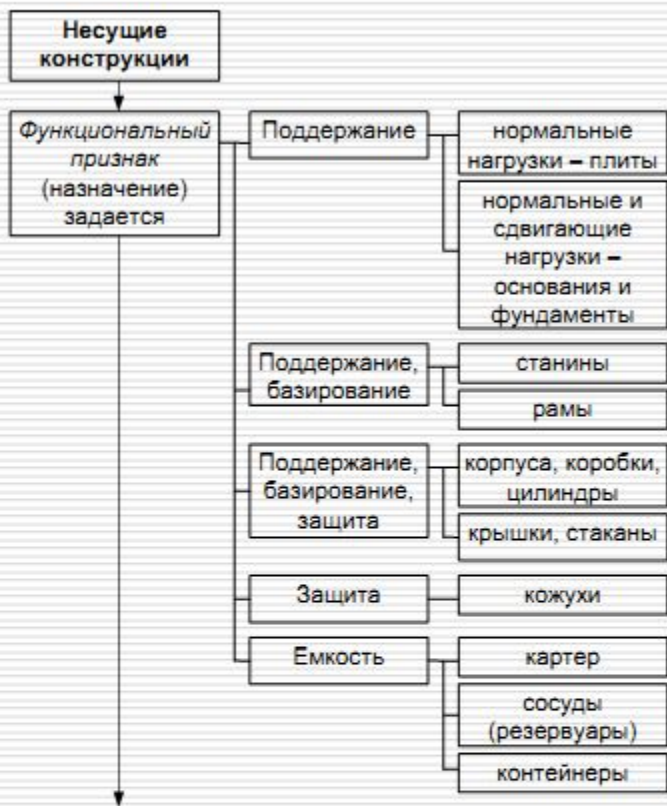 Несущие
конструкции
Функциональный
признак
(назначение)
задается
Поддержание
нормальные
нагрузки – плиты
нормальные и
сдвигающие
нагрузки –
основания и
фундаменты
Поддержание,
базирование
станины
рамы
Поддержание,
базирование,
защита
корпуса, коробки,
цилиндры
крышки, стаканы
Защита
кожухи
Емкость
картер
сосуды
(резервуары)
контейнеры